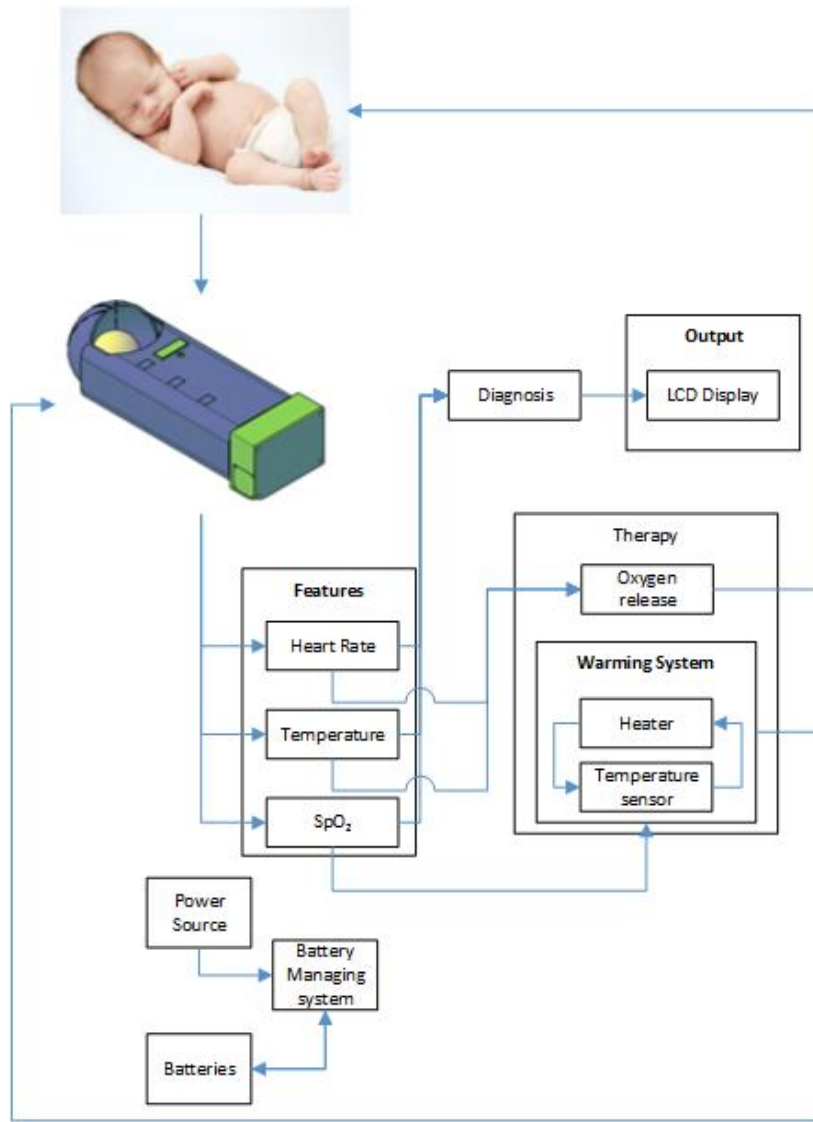 Output
Diagnosis
LCD Display
Therapy
Features
Oxygen
release
Heart Rate
Warming System
Temperature
Heater
Temperature
sensor
SpO₂
Power
Source
Battery
Managing
system
Batteries